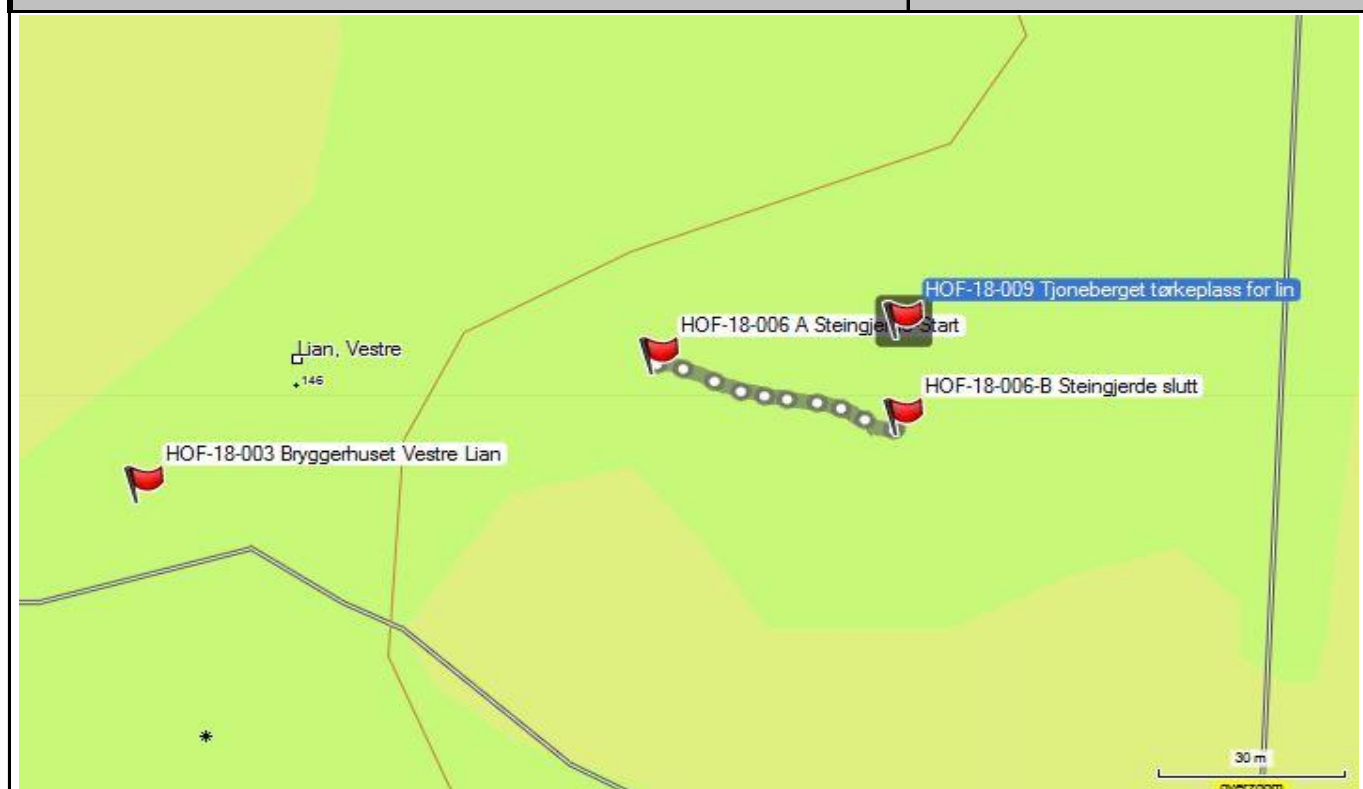 HOF-18-009 Tjoneberget tørkeplass for lin
HOF-18-006 A Steingjerde Start
Lian, Vestre
146
HOF-18-006-B Steingjerde slutt
HOF-18-003 Bryggerhuset Vestre Lian
30 m
overzoom